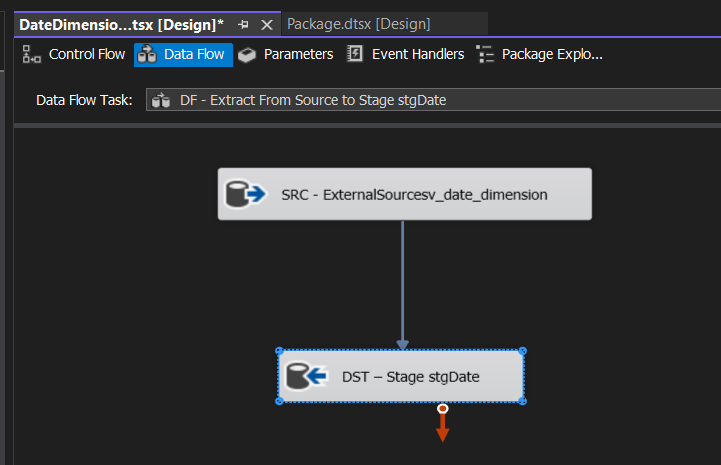 DateDimensio...tsx [Design]*
Package.dtsx [Design]
Control Flow
Data Flow
Parameters
Event Handlers
Package Explo...
Data Flow Task:
DF - Extract From Source to Stage stgDate
SRC - ExternalSourcesv_date_dimension
DST – Stage stgDate